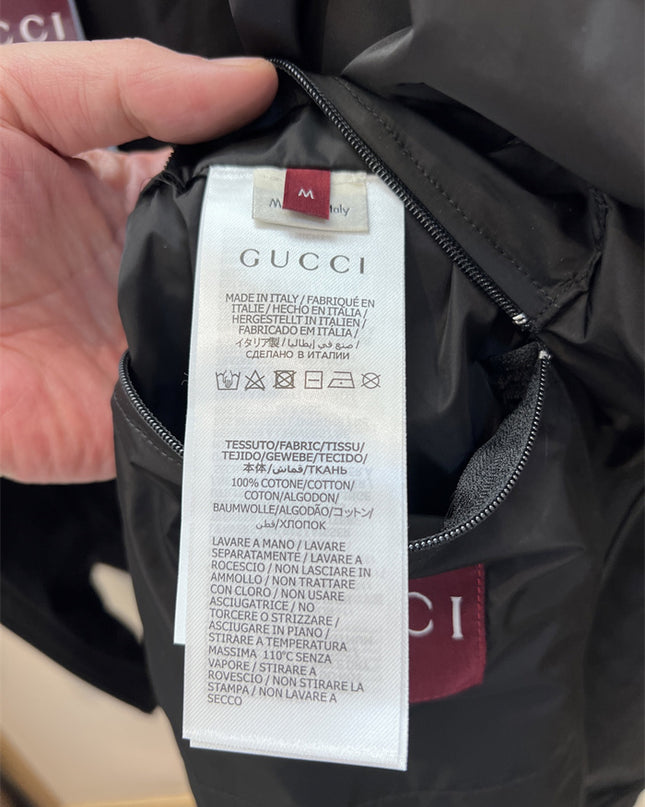 CCI
M
GUCCI
MADE IN ITALY / FABRIQUÉ EN
ITALIE / HECHO EN ITALIA /
HERGESTELLT IN ITALIEN /
FABRICADO EM ITÁLIA /
イタリア製 / صنع في إيطاليا /
СДЕЛАНО В ИТАЛИИ
TESSUTO/FABRIC/TISSU/
TEJIDO/GEWEBE/TECIDO/
本体/قماش/ТКАНЬ
100% COTONE/COTTON/
COTON/ALGODON/
BAUMWOLLE/ALGODÃO/コットン/
قطن/ХЛОПОК
LAVARE A MANO / LAVARE
SEPARATAMENTE / LAVARE A
ROCESCIO / NON LASCIARE IN
AMMOLLO / NON TRATTARE
CON CLORO / NON USARE
ASCIUGATRICE / NO
TORCERE O STRIZZARE /
ASCIUGARE IN PIANO /
STIRARE A TEMPERATURA
MASSIMA 110°C SENZA
VAPORE / STIRARE A
ROVESCIO / NON STIRARE LA
STAMPA / NON LAVARE A
SECCO
CI